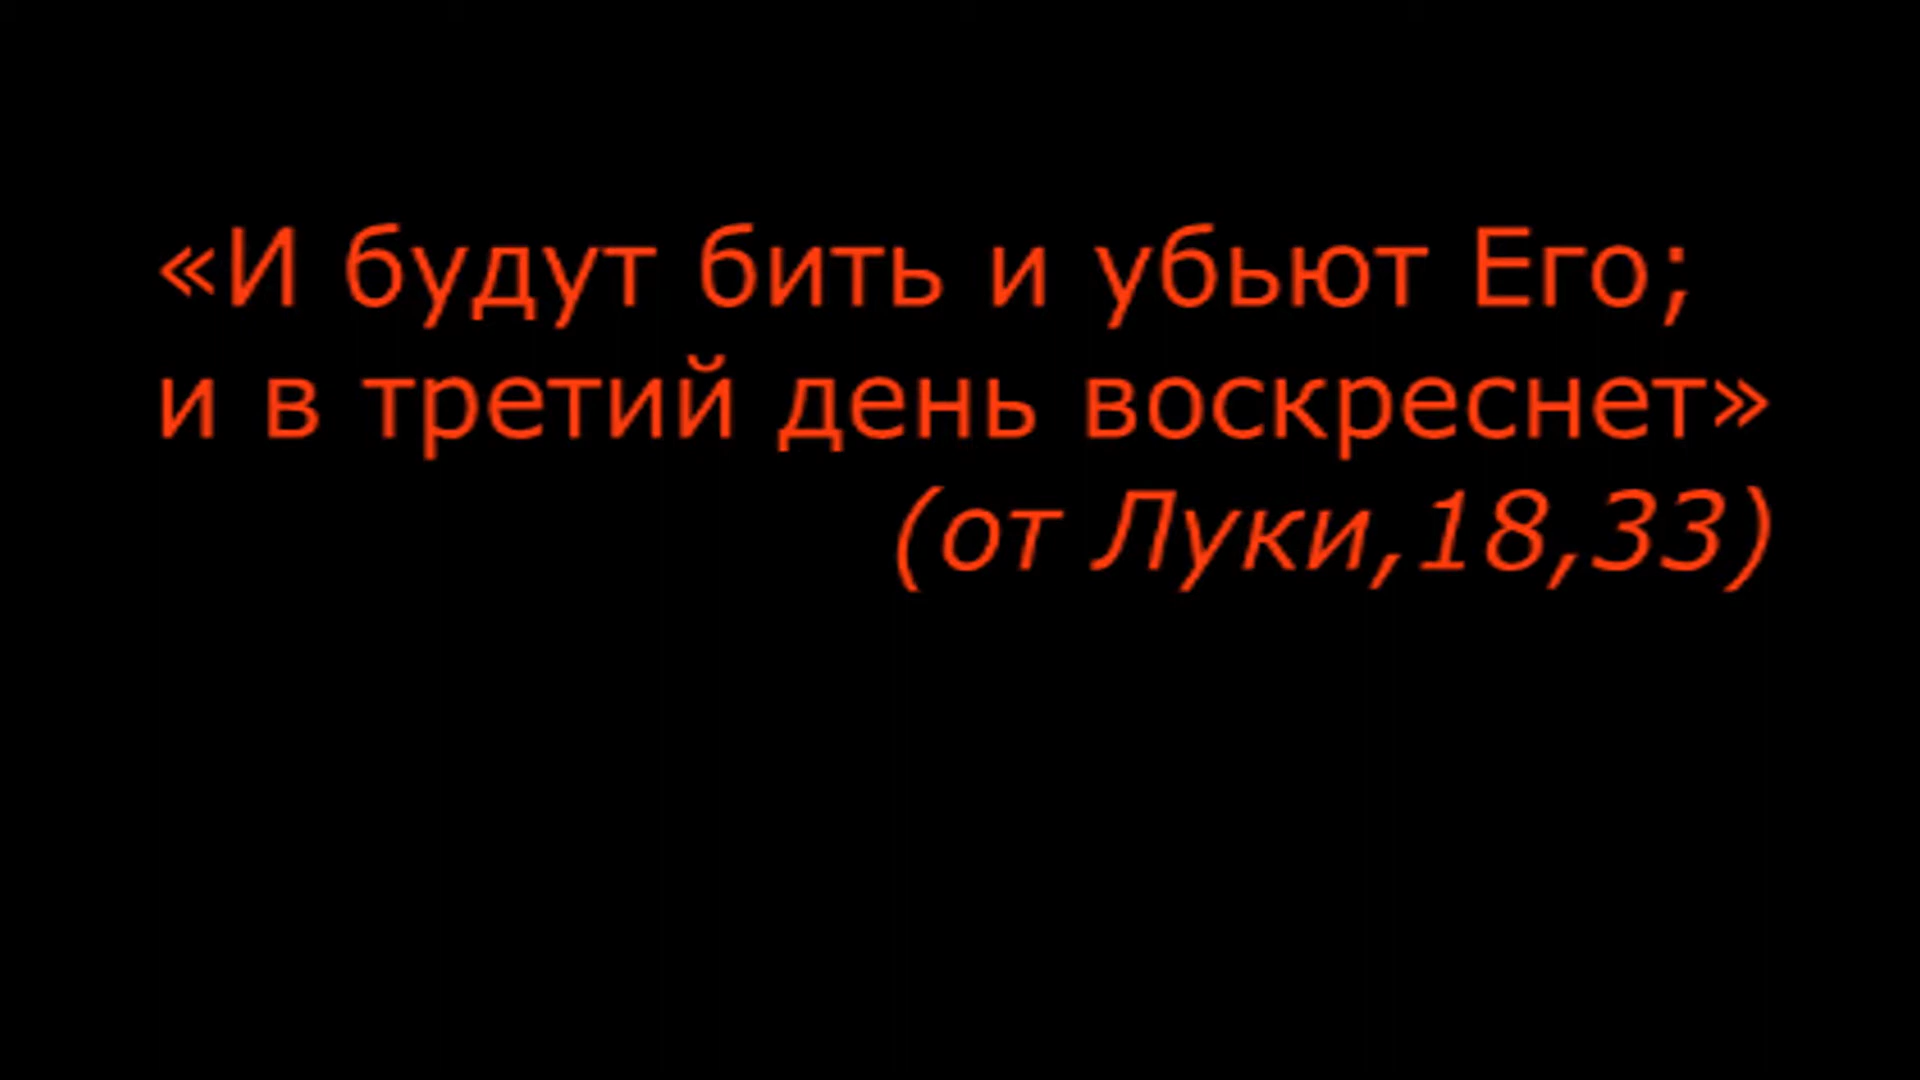 «И будут бить и убьют Его;
и в третий день воскреснет»
(от Луки,18,33)